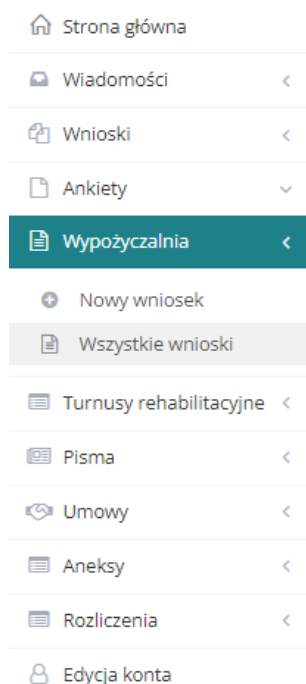 Strona główna
Wiadomości
Wnioski
Ankiety
Wypożyczalnia
Nowy wniosek
Wszystkie wnioski
Turnusy rehabilitacyjne
Pisma
Umowy
Aneksy
Rozliczenia
Edycja konta